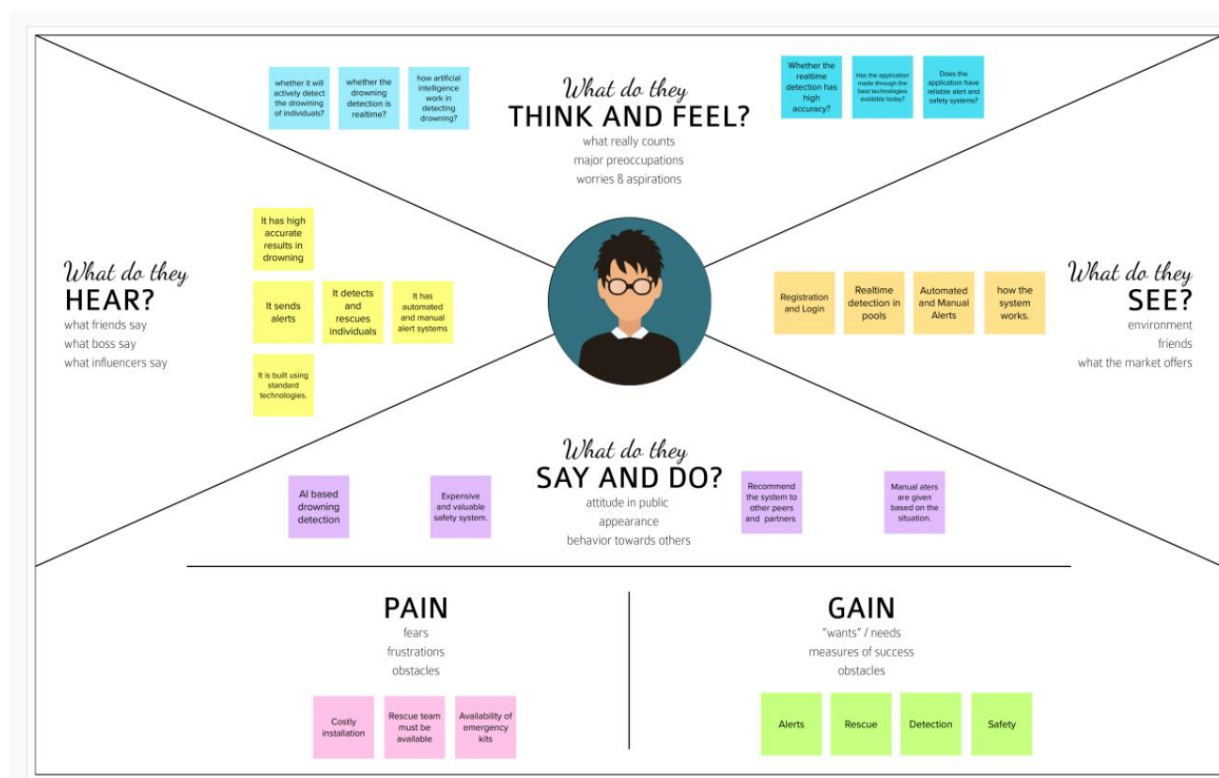 whether it will
actively detect
the drowining
of individuals?
whether the
drowning
detection is
realtime?
how artificial
intelligence
work in
detecting
drowning?
What do they
THINK AND FEEL?
what really counts
major preoccupations
worries & aspirations
Whether the
realtime
detection has
high
accuracy?
Has the application
made through the
best technologies
available today?
Does the
application have
reliable alert and
safety systems?
What do they
HEAR?
what friends say
what boss say
what influencers say
It has high
accurate
results in
drowning
It sends
alerts
It detects
and
rescues
individuals
It has
automated
and manual
alert systems
It is built using
standard
technologies.
Registration
and Login
Realtime
detection in
pools
Automated
and Manual
Alerts
how the
system
works.
What do they
SEE?
environment
friends
what the market offers
What do they
SAY AND DO?
attitude in public
appearance
behavior towards others
AI based
drowning
detection
Expensive
and valuable
safety system.
Recommend
the system to
other peers
and partners
Manual aters
are given
based on the
situation.
PAIN
fears
frustrations
obstacles
Costly
installation
Rescue team
must be
available
Availability of
emergency
kits
GAIN
"wants" / needs
measures of success
obstacles
Alerts
Rescue
Detection
Safety